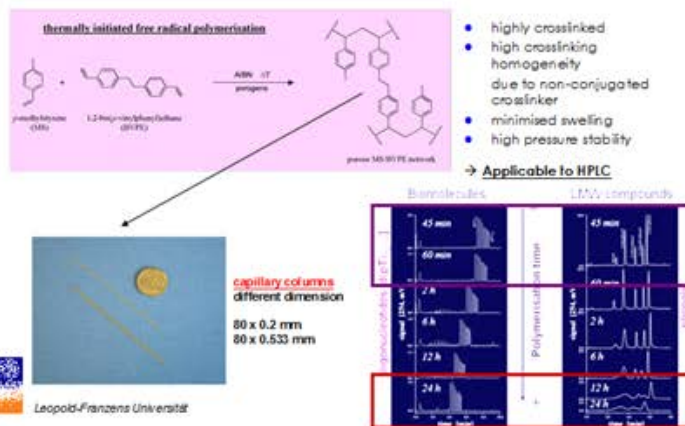 thermally initiated free radical polymerisation
+
AIBN ΔT
porogens
p-methylstyrene
(MS)
1,2-bis(p-vinylphenyl)ethane
(BVPE)
porous MS-BVPE network
highly crosslinked
high crosslinking
homogeneity
due to non-conjugated
crosslinker
minimised swelling
high pressure stability
→ Applicable to HPLC
capillary columns
different dimension
80 x 0.2 mm
80 x 0.533 mm
Leopold-Franzens Universität
Biomolecules
45 min
60 min
2 h
6 h
12 h
24 h
Polymerisation time
+
LMW compounds
45 min
60 min
2 h
6 h
12 h
24 h